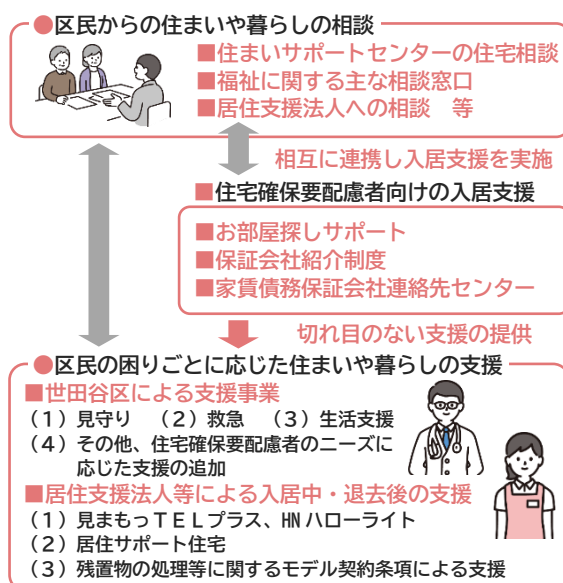 ●区民からの住まいや暮らしの相談
■住まいサポートセンターの住宅相談
■福祉に関する主な相談窓口
■居住支援法人への相談　等
相互に連携し入居支援を実施
■住宅確保要配慮者向けの入居支援
■お部屋探しサポート
■保証会社紹介制度
■家賃債務保証会社連絡先センター
切れ目のない支援の提供
●区民の困りごとに応じた住まいや暮らしの支援
■世田谷区による支援事業
（1）見守り　（2）救急　（3）生活支援
（4）その他、住宅確保要配慮者のニーズに
応じた支援の追加
■居住支援法人等による入居中・退去後の支援
（1）見まもっＴＥＬプラス、HNハローライト
（2）居住サポート住宅
（3）残置物の処理等に関するモデル契約条項による支援